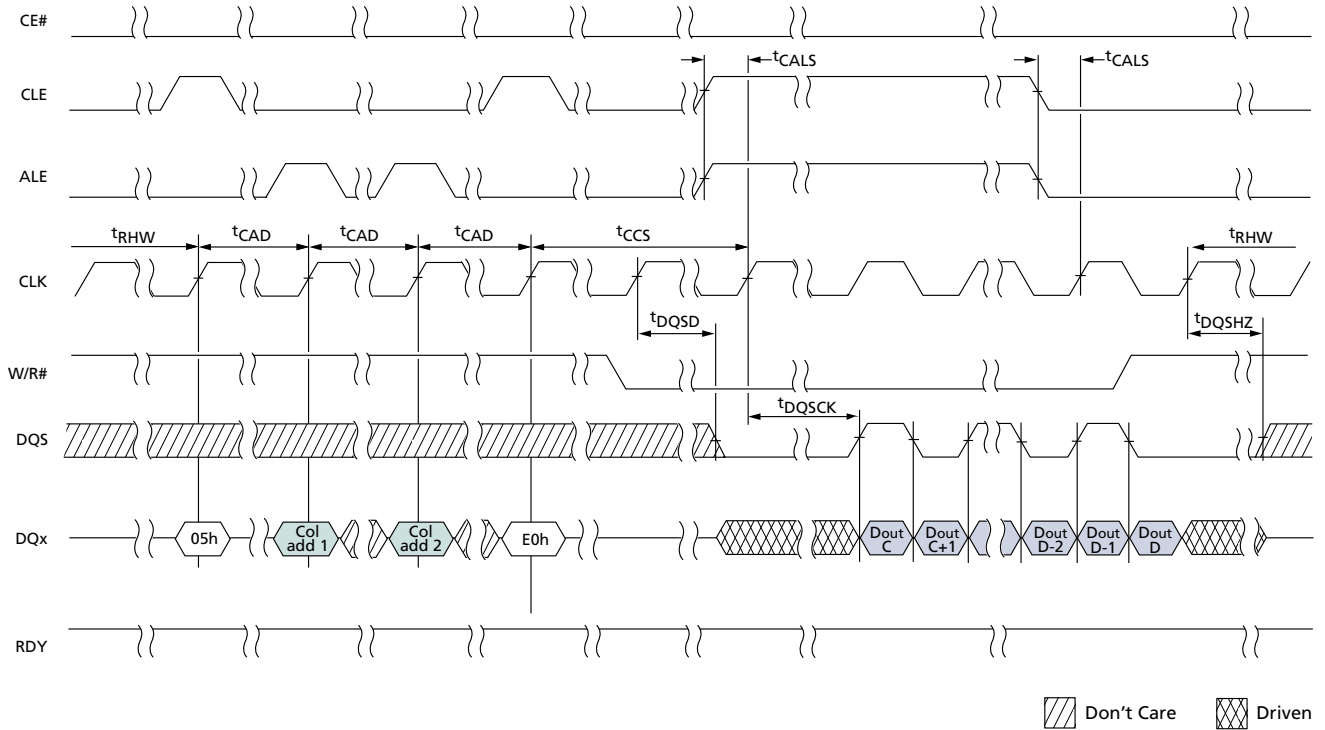 CE#
tCALS
tCALS
CLE
ALE
tRHW
tCAD
tCAD
tCAD
tCCS
tRHW
CLK
tDQSD
tDQSHZ
W/R#
tDQSCK
DQS
DQx
05h
Col
add 1
Col
add 2
E0h
Dout
C
Dout
C+1
Dout
D-2
Dout
D-1
Dout
D
RDY
Don't Care
Driven